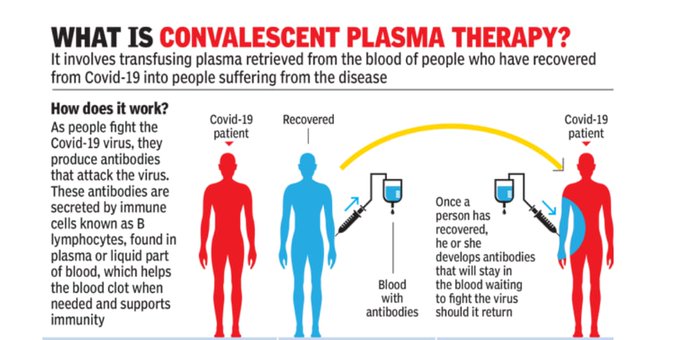 WHAT IS CONVALESCENT PLASMA THERAPY?
It involves transfusing plasma retrieved from the blood of people who have recovered
from Covid-19 into people suffering from the disease
How does it work?
As people fight the
Covid-19 virus, they
produce antibodies
that attack the virus.
These antibodies are
secreted by immune
cells known as B
lymphocytes, found in
plasma or liquid part
of blood, which helps
the blood clot when
needed and supports
immunity
Covid-19
patient
Recovered
Blood
with
antibodies
Once a
person has
recovered,
he or she
develops antibodies
that will stay in
the blood waiting
to fight the virus
should it return
Covid-19
patient